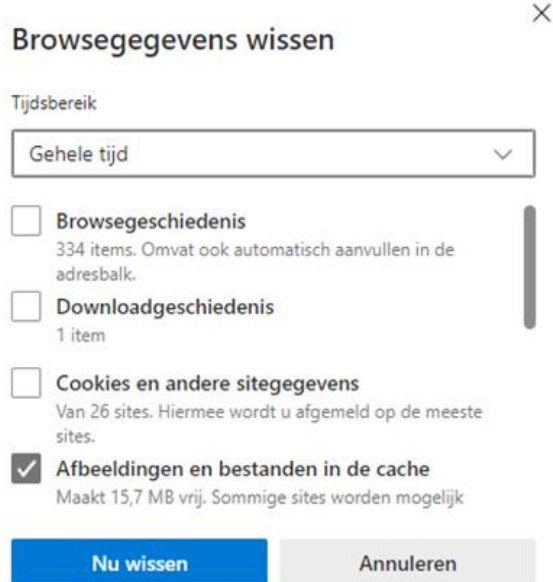 Browsegegevens wissen
Tijdsbereik
Gehele tijd
Browsegeschiedenis
334 items. Omvat ook automatisch aanvullen in de
adresbalk.
Downloadgeschiedenis
1 item
Cookies en andere sitegegevens
Van 26 sites. Hiermee wordt u afgemeld op de meeste
sites.
Afbeeldingen en bestanden in de cache
Maakt 15,7 MB vrij. Sommige sites worden mogelijk
Nu wissen
Annuleren